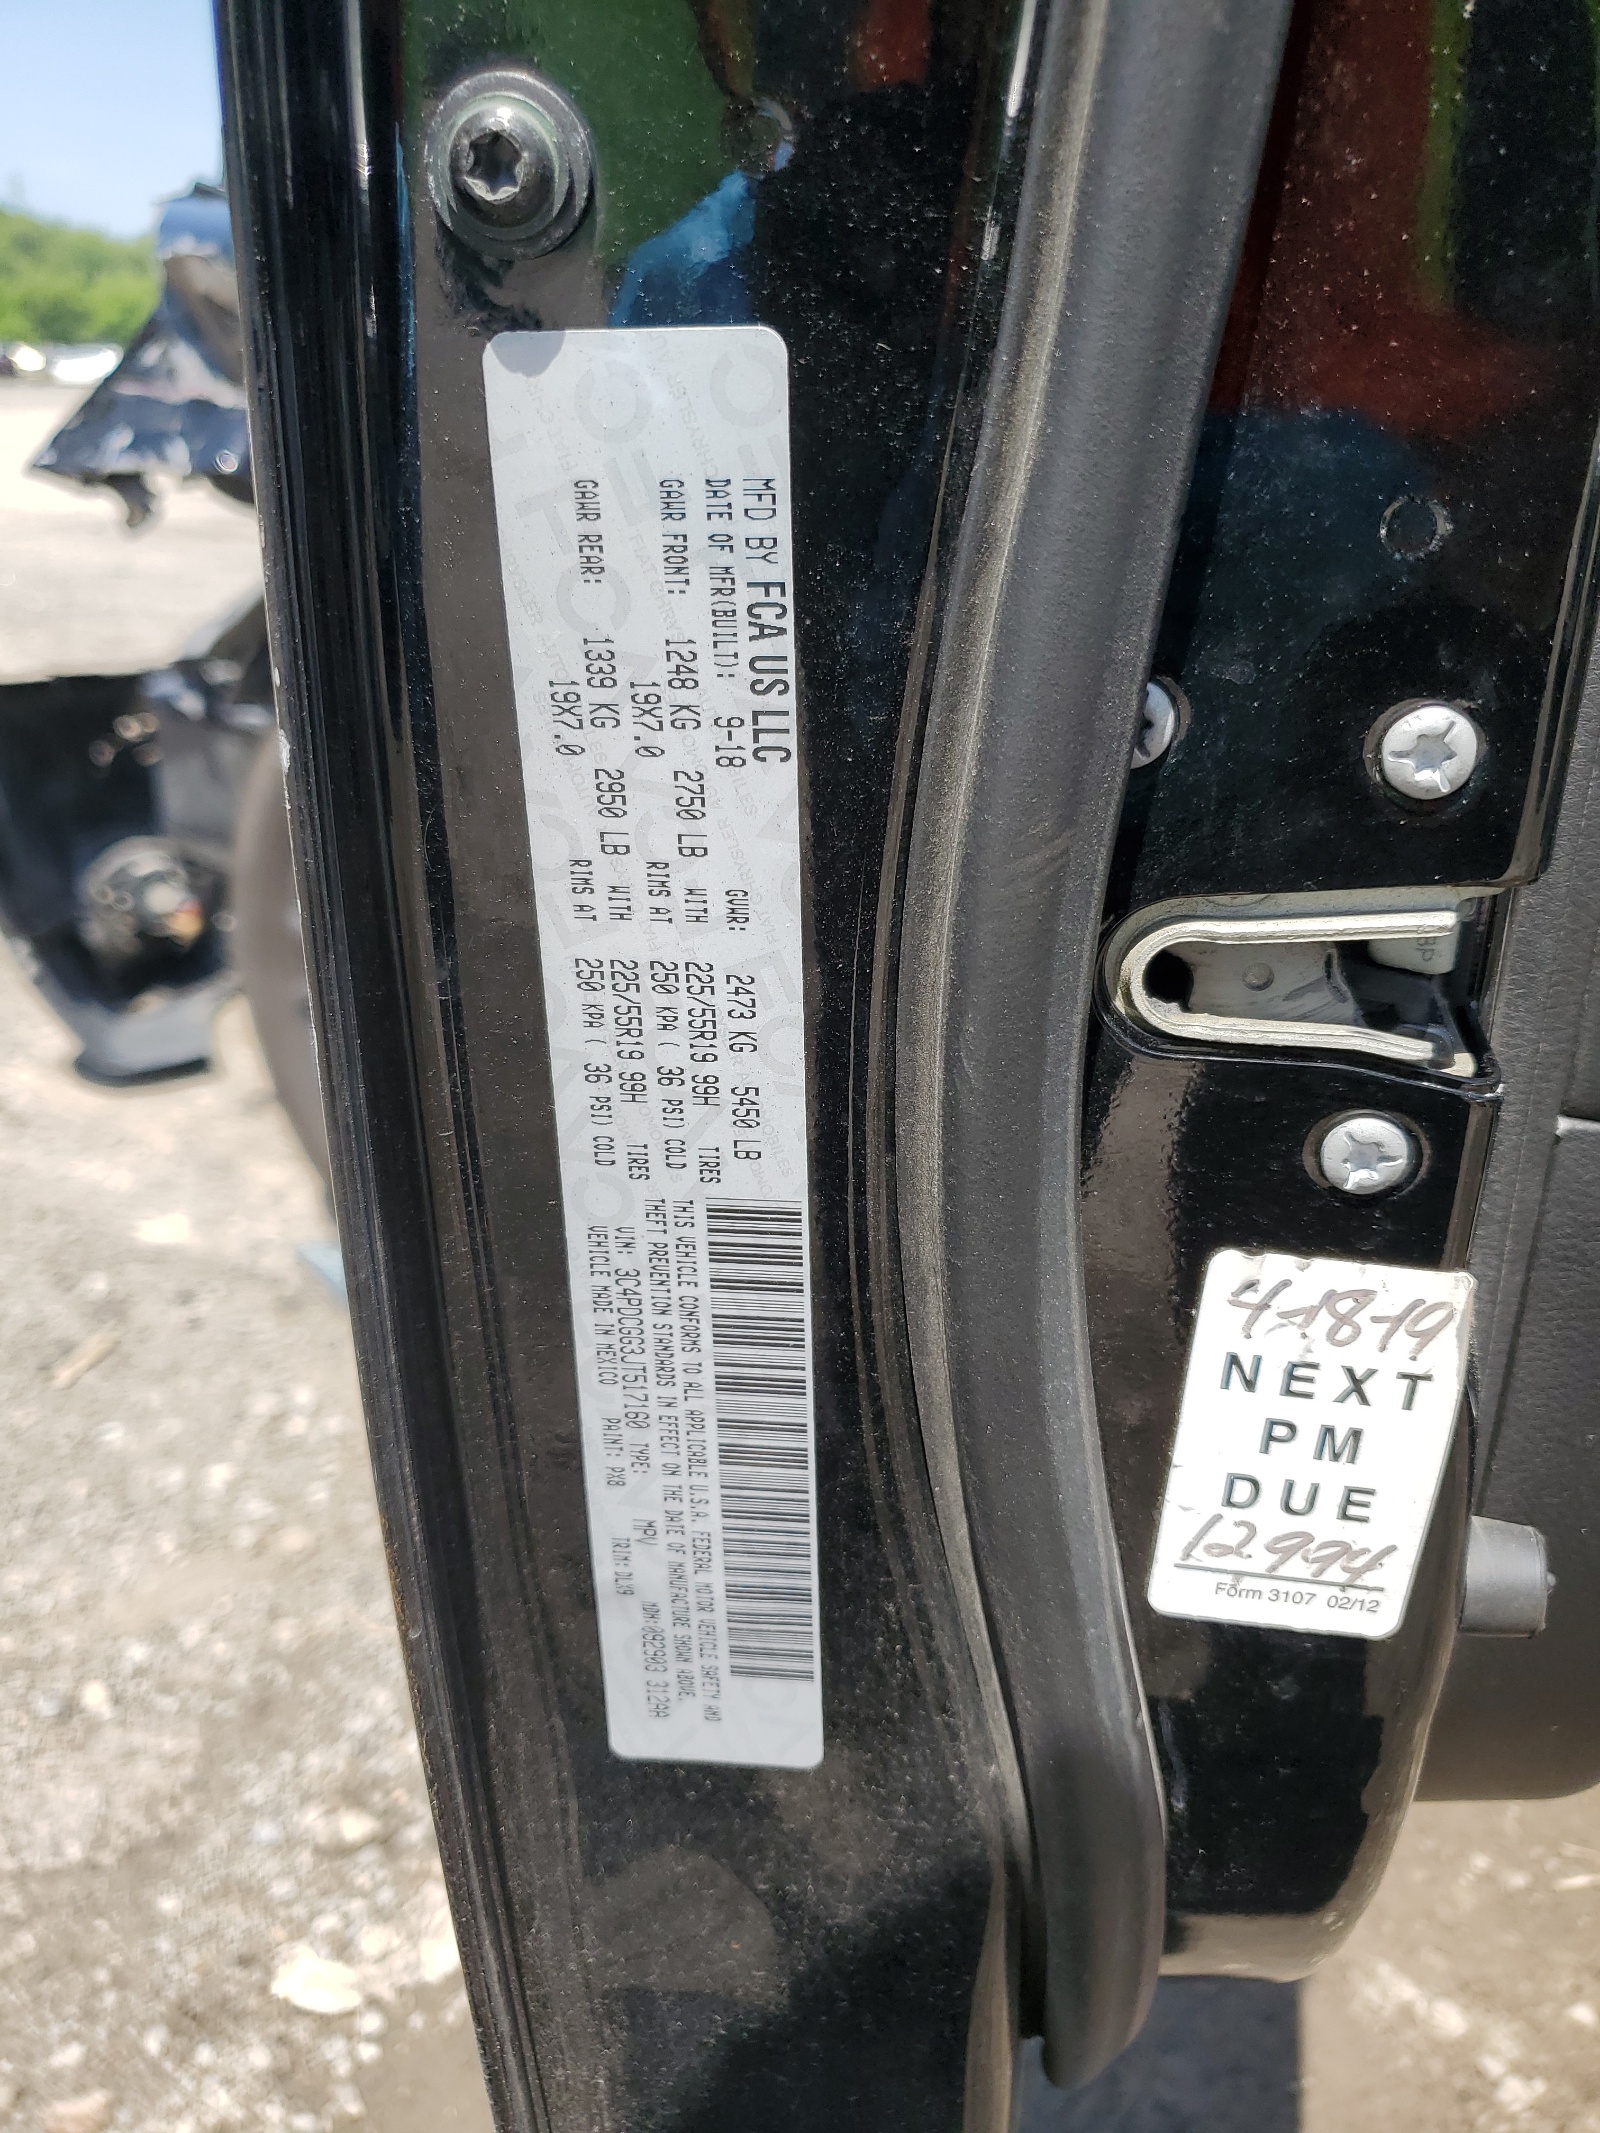 MFD BY FCA US LLC
DATE OF MFR(BUILT): 9-18 GVWR: 2473 KG 5450 LB
GAWR FRONT: 1248 KG 2750 LB WITH 225/55R19 99H TIRES
19X7.0 RIMS AT 250 KPA ( 36 PSI) COLD
GAWR REAR: 1339 KG 2950 LB WITH 225/55R19 99H TIRES
19X7.0 RIMS AT 250 KPA ( 36 PSI) COLD
THIS VEHICLE CONFORMS TO ALL APPLICABLE U.S.A. FEDERAL MOTOR VEHICLE SAFETY AND
THEFT PREVENTION STANDARDS IN EFFECT ON THE DATE OF MANUFACTURE SHOWN ABOVE.
VIN: 3C4PDCGG3JT517160 TYPE: MPV MDH:092903 312AA
VEHICLE MADE IN MEXICO PAINT: PX8 TRIM: DLX9
4-18-19
NEXT
PM
DUE
12994
Form 3107 02/12